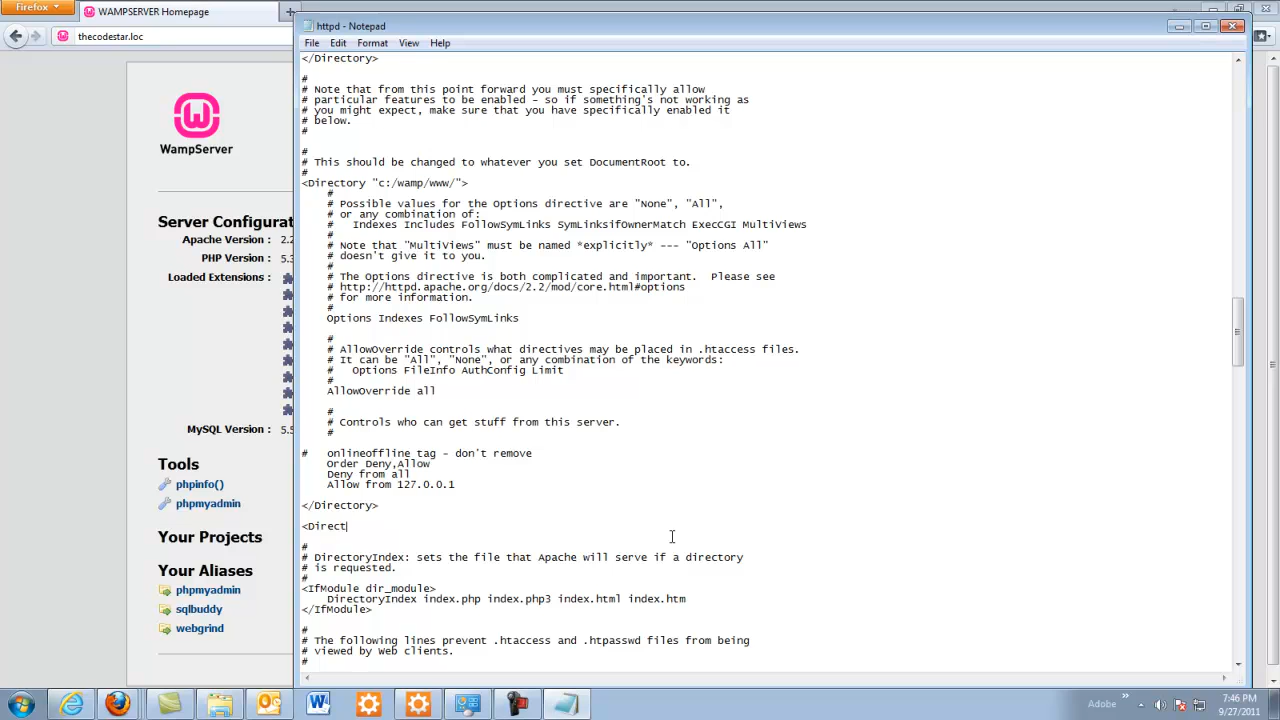 Firefox
WAMPSERVER Homepage
thecodestar.loc
WampServer
Server Configurat
Apache Version : 2.2
PHP Version : 5.3
Loaded Extensions :
MySQL Version : 5.5
Tools
phpinfo()
phpmyadmin
Your Projects
Your Aliases
phpmyadmin
sqlbuddy
webgrind
httpd - Notepad
File Edit Format View Help
</Directory>
#
# Note that from this point forward you must specifically allow
# particular features to be enabled - so if something's not working as
# you might expect, make sure that you have specifically enabled it
# below.
#
#
# This should be changed to whatever you set DocumentRoot to.
#
<Directory "c:/wamp/www/">
#
# Possible values for the Options directive are "None", "All",
# or any combination of:
# Indexes Includes FollowSymLinks SymLinksifOwnerMatch ExecCGI MultiViews
#
# Note that "MultiViews" must be named *explicitly* --- "Options All"
# doesn't give it to you.
#
# The Options directive is both complicated and important. Please see
# http://httpd.apache.org/docs/2.2/mod/core.html#options
# for more information.
#
Options Indexes FollowSymLinks
#
# AllowOverride controls what directives may be placed in .htaccess files.
# It can be "All", "None", or any combination of the keywords:
# Options FileInfo AuthConfig Limit
#
AllowOverride all
#
# Controls who can get stuff from this server.
#
# onlineoffline tag - don't remove
Order Deny,Allow
Deny from all
Allow from 127.0.0.1
</Directory>
<Direct
#
# DirectoryIndex: sets the file that Apache will serve if a directory
# is requested.
#
<IfModule dir_module>
DirectoryIndex index.php index.php3 index.html index.htm
</IfModule>
#
# The following lines prevent .htaccess and .htpasswd files from being
# viewed by Web clients.
#
Adobe
7:46 PM
9/27/2011